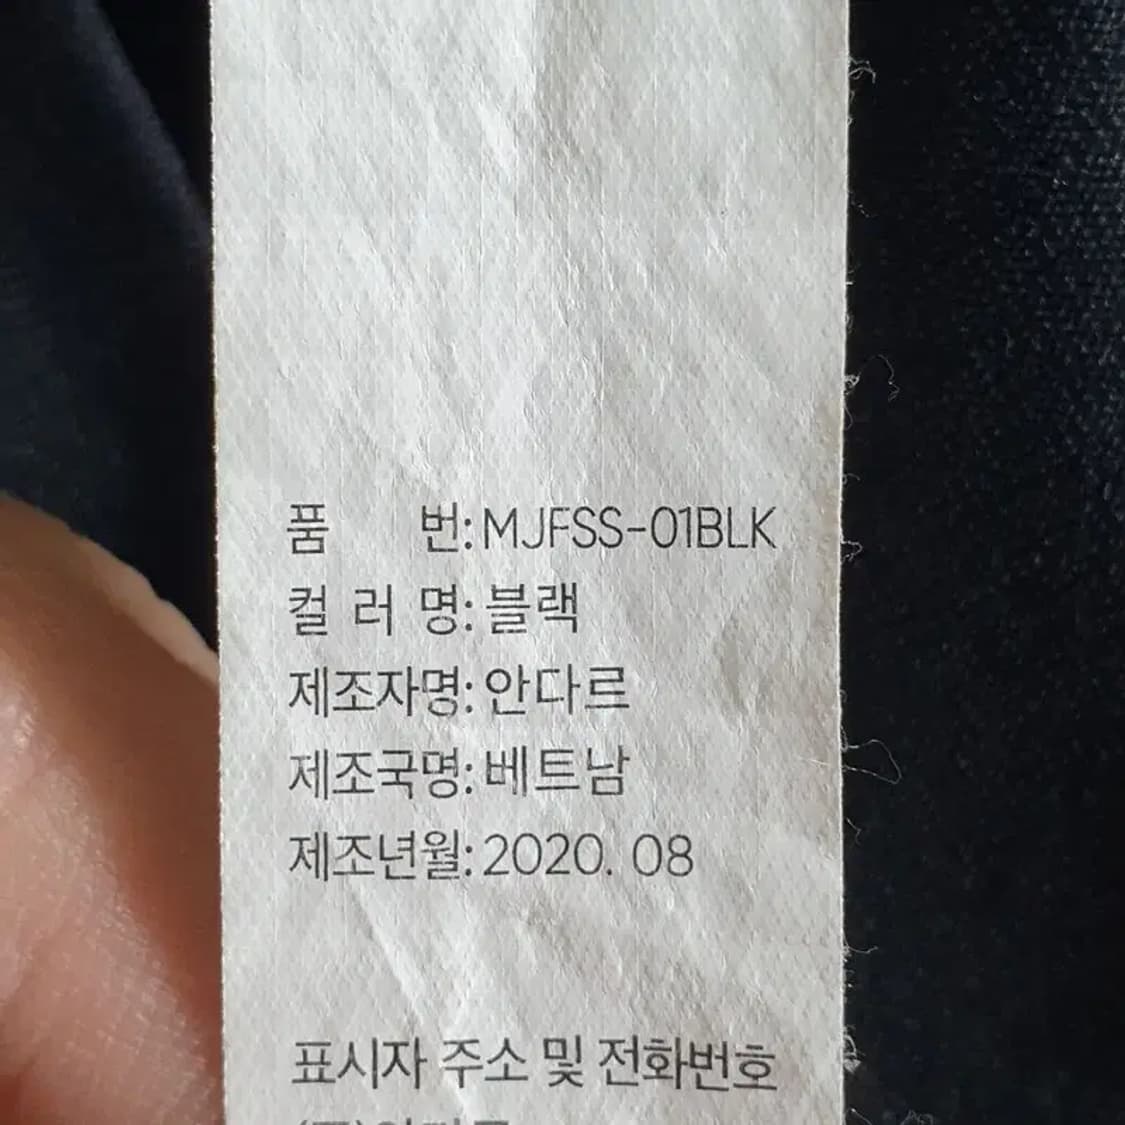 품 번: MJFSS-01BLK
컬 러 명: 블랙
제조자명: 안다르
제조국명: 베트남
제조년월: 2020. 08
표시자 주소 및 전화번호